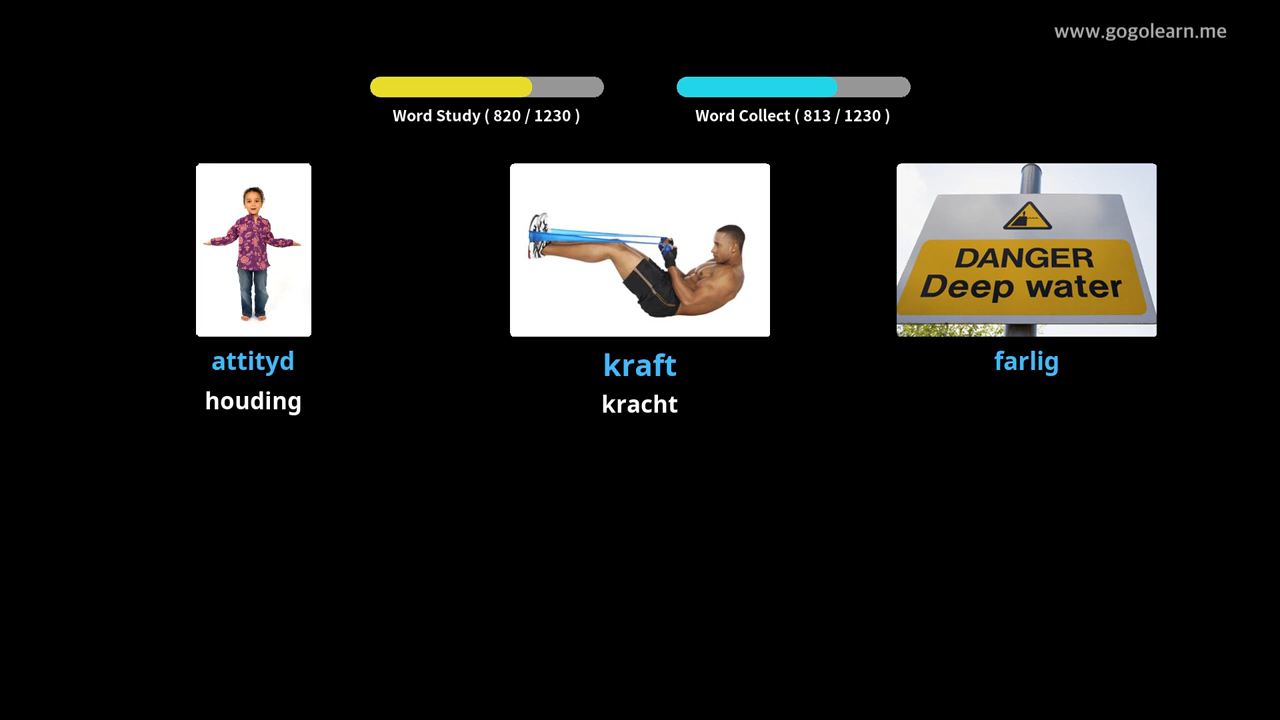 www.gogolearn.me
Word Study ( 820 / 1230 )
Word Collect ( 813 / 1230 )
DANGER
Deep water
attityd
kraft
farlig
houding
kracht